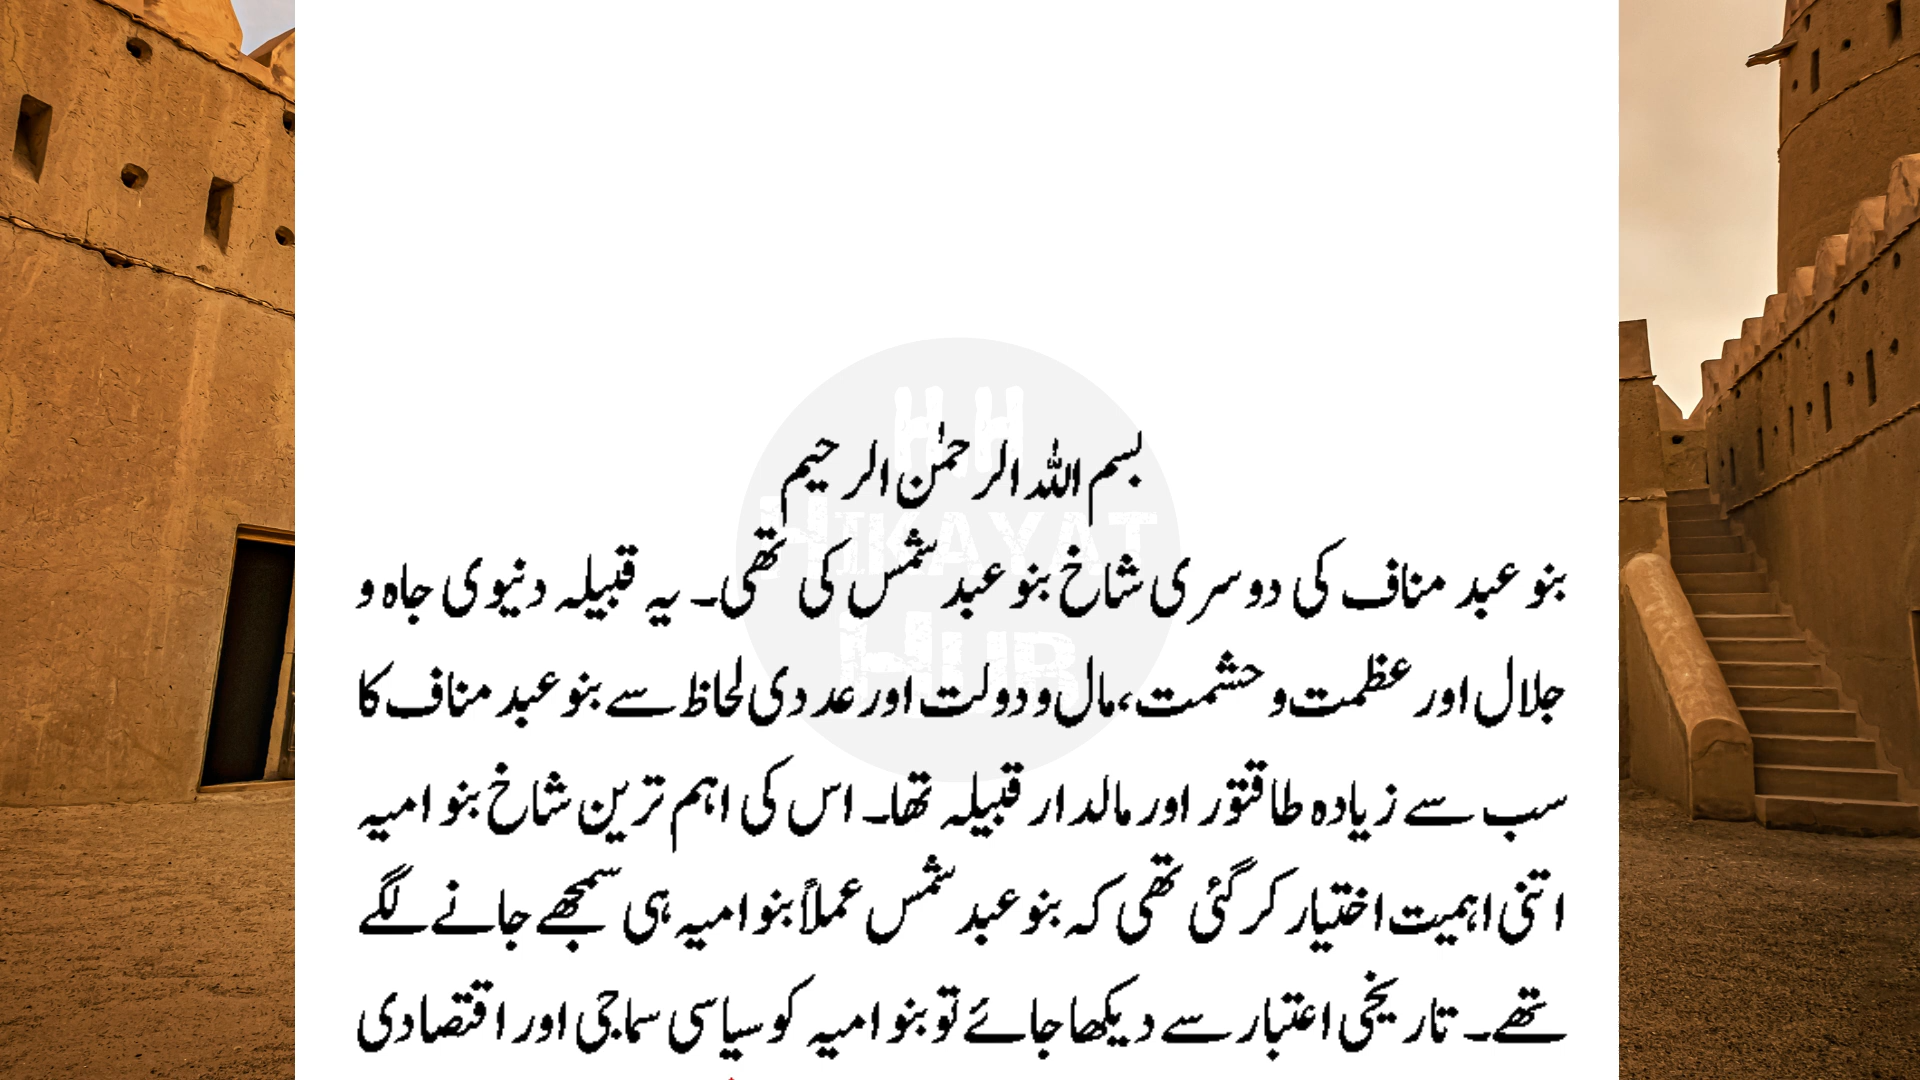 HH
HIKAYAT
HUB
بسم اللہ الرحمٰن الرحیم
بنو عبد مناف کی دوسری شاخ بنو عبد شمس کی تھی۔ یہ قبیلہ دنیوی جاہ و
جلال اور عظمت و حشمت، مال و دولت اور عددی لحاظ سے بنو عبد مناف کا
سب سے زیادہ طاقتور اور مالدار قبیلہ تھا۔ اس کی اہم ترین شاخ بنو امیہ
اتنی اہمیت اختیار کر گئی تھی کہ بنو عبد شمس عملاً بنو امیہ ہی سمجھے جانے لگے
تھے۔ تاریخی اعتبار سے دیکھا جائے تو بنو امیہ کو سیاسی سماجی اور اقتصادی